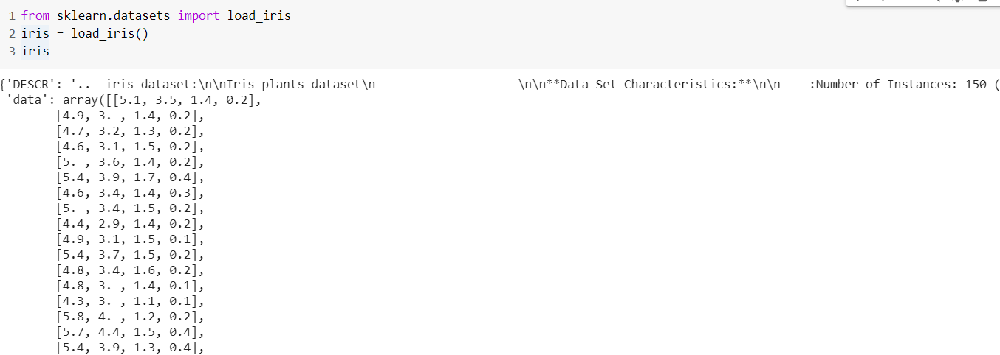 1 from sklearn.datasets import load_iris
2 iris = load_iris()
3 iris
{'DESCR': '.. _iris_dataset:\n\nIris plants dataset\n--------------------\n\n**Data Set Characteristics:**\n\n    :Number of Instances: 150 (
 'data': array([[5.1, 3.5, 1.4, 0.2],
        [4.9, 3. , 1.4, 0.2],
        [4.7, 3.2, 1.3, 0.2],
        [4.6, 3.1, 1.5, 0.2],
        [5. , 3.6, 1.4, 0.2],
        [5.4, 3.9, 1.7, 0.4],
        [4.6, 3.4, 1.4, 0.3],
        [5. , 3.4, 1.5, 0.2],
        [4.4, 2.9, 1.4, 0.2],
        [4.9, 3.1, 1.5, 0.1],
        [5.4, 3.7, 1.5, 0.2],
        [4.8, 3.4, 1.6, 0.2],
        [4.8, 3. , 1.4, 0.1],
        [4.3, 3. , 1.1, 0.1],
        [5.8, 4. , 1.2, 0.2],
        [5.7, 4.4, 1.5, 0.4],
        [5.4, 3.9, 1.3, 0.4],